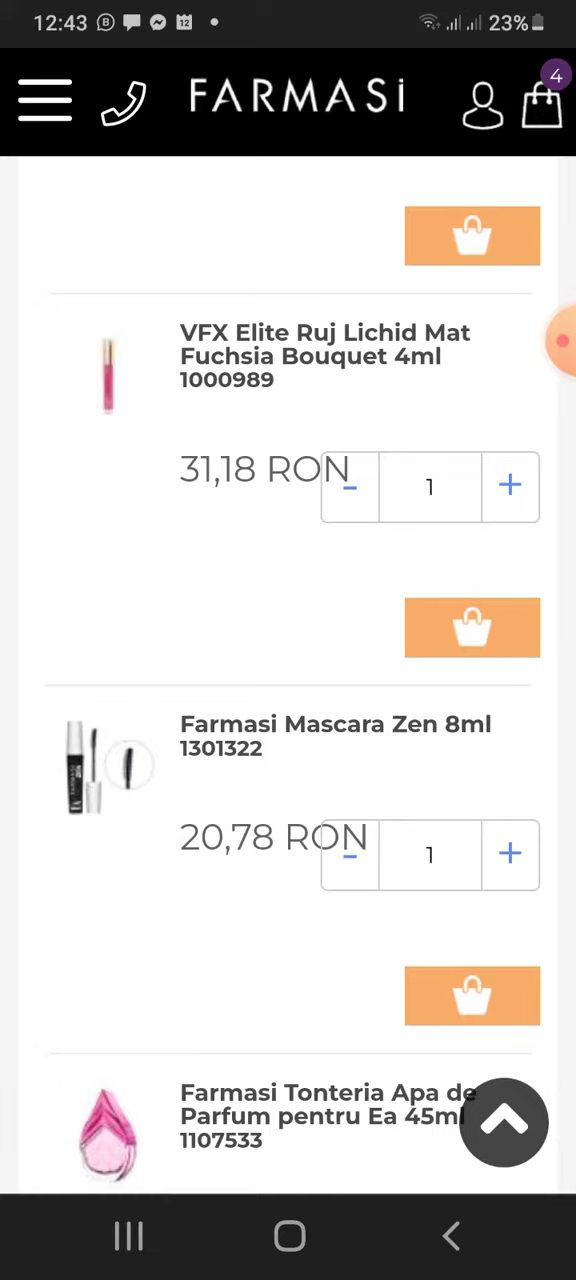 12:43
12
23%
FARMASi
4
VFX Elite Ruj Lichid Mat
Fuchsia Bouquet 4ml
1000989
31,18 RON
-
1
+
Farmasi Mascara Zen 8ml
1301322
20,78 RON
-
1
+
Farmasi Tonteria Apa de
Parfum pentru Ea 45ml
1107533